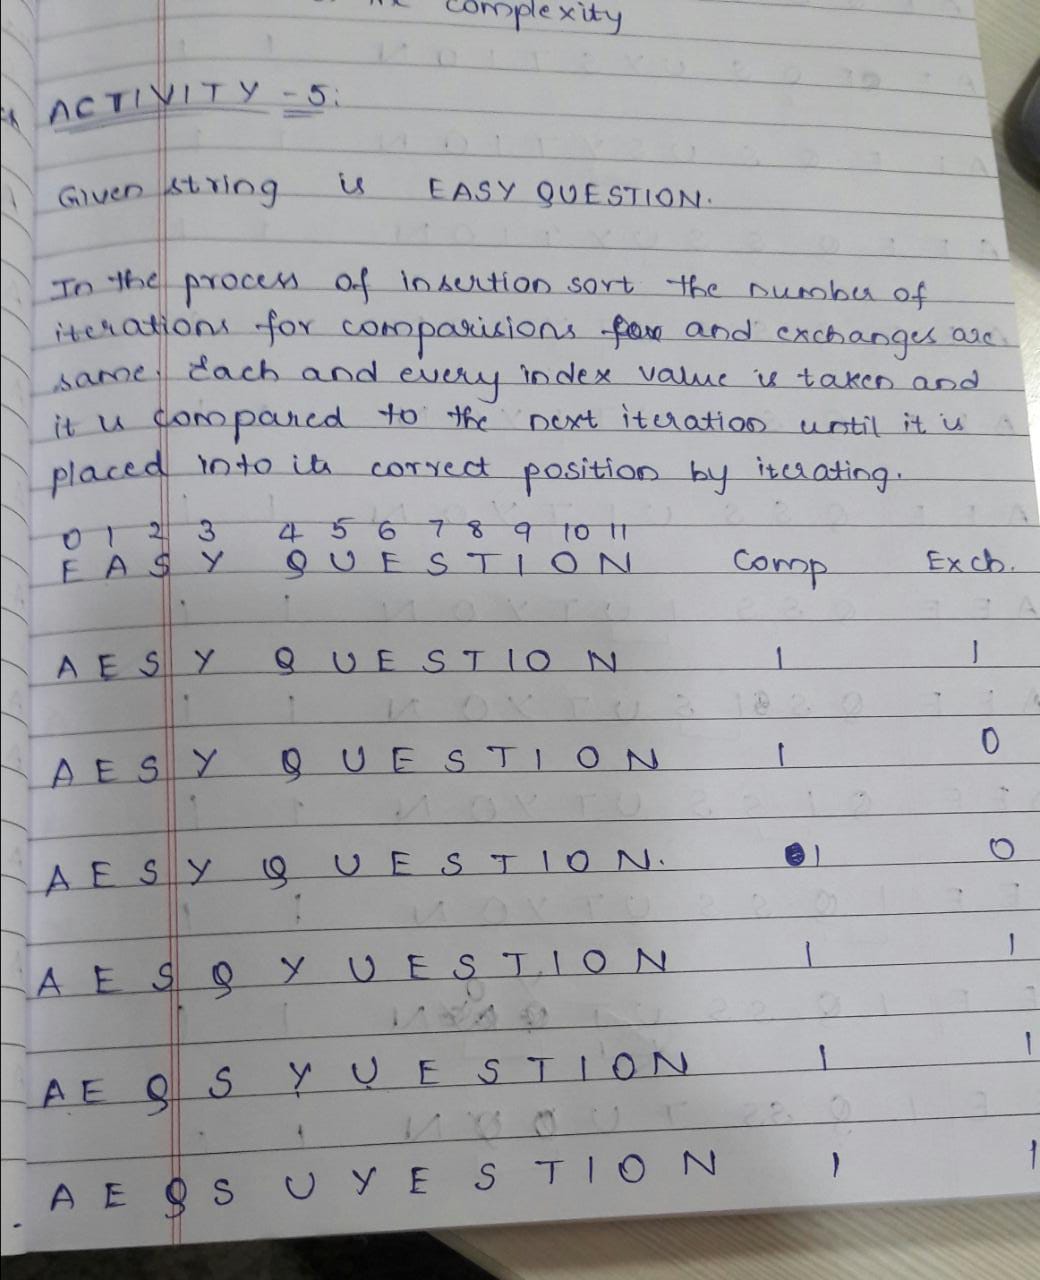 complexity
ACTIVITY - 5:
Given string is EASY QUESTION.
In the process of insertion sort the number of
iterations for comparisions and exchanges are
same. Each and every index value is taken and
it is compared to the next iteration until it is
placed into its correct position by iterating.
0 1 2 3 4 5 6 7 8 9 10 11
E A S Y Q U E S T I O N Comp Exch.
A E S Y Q U E S T I O N 1 1
A E S Y Q U E S T I O N 1 0
A E S Y Q U E S T I O N. 1 0
A E S Q Y U E S T I O N 1 1
A E Q S Y U E S T I O N 1 1
A E Q S U Y E S T I O N 1 1